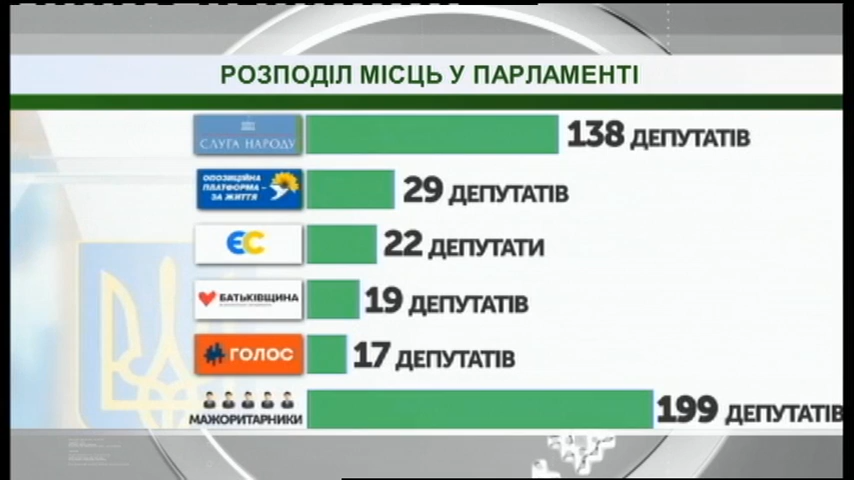 РОЗПОДІЛ МІСЦЬ У ПАРЛАМЕНТІ
СЛУГА НАРОДУ
138 ДЕПУТАТІВ
ОПОЗИЦІЙНА
ПЛАТФОРМА –
ЗА ЖИТТЯ
29 ДЕПУТАТІВ
ЄС
22 ДЕПУТАТИ
БАТЬКІВЩИНА
19 ДЕПУТАТІВ
ГОЛОС
17 ДЕПУТАТІВ
МАЖОРИТАРНИКИ
199 ДЕПУТАТІВ